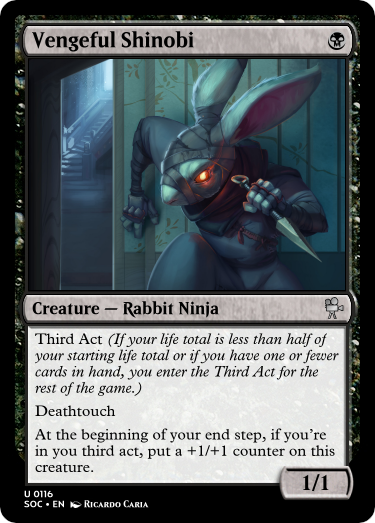 Vengeful Shinobi
Creature — Rabbit Ninja
Third Act (If your life total is less than half of
your starting life total or if you have one or fewer
cards in hand, you enter the Third Act for the
rest of the game.)
Deathtouch
At the beginning of your end step, if you're
in you third act, put a +1/+1 counter on this
creature.
1/1
U 0116
SOC • EN Ricardo Caria